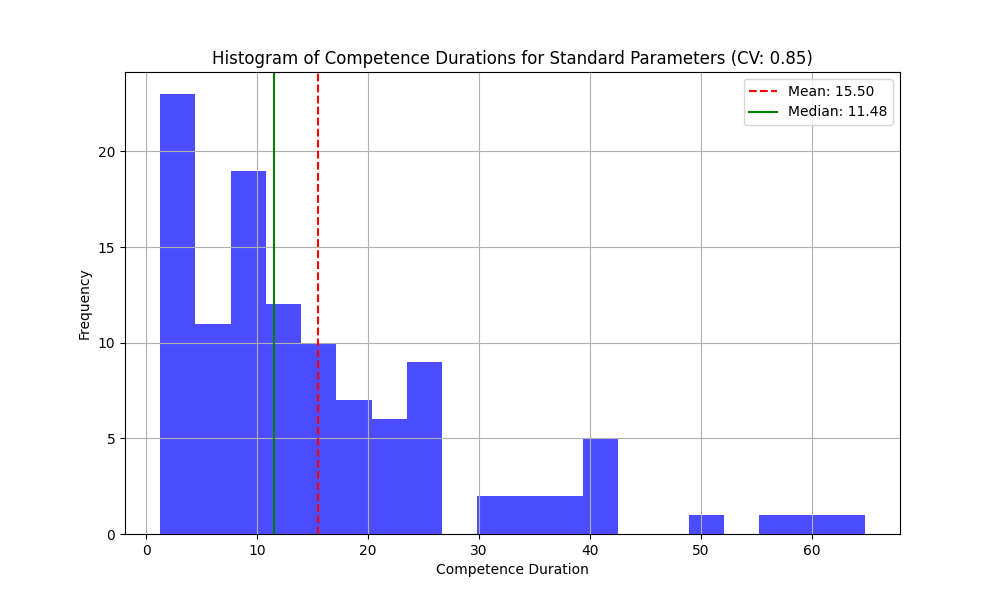 Histogram of Competence Durations for Standard Parameters (CV: 0.85)
Mean: 15.50
Median: 11.48
Frequency
20
15
10
5
0
0 10 20 30 40 50 60
Competence Duration